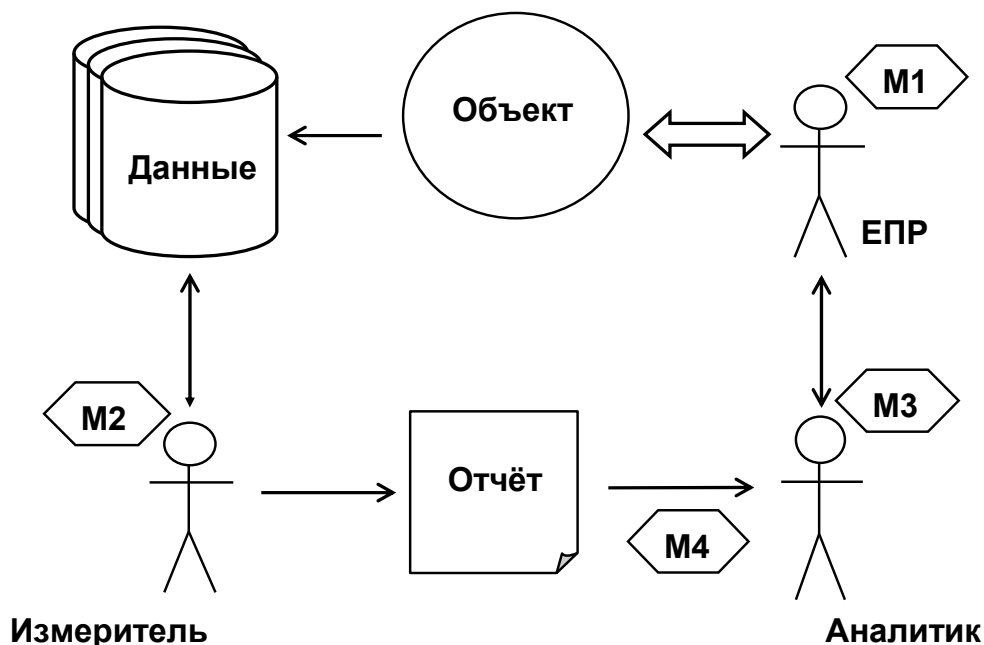 М1
Объект
Данные
ЕПР
М2
М3
Отчёт
М4
Измеритель
Аналитик